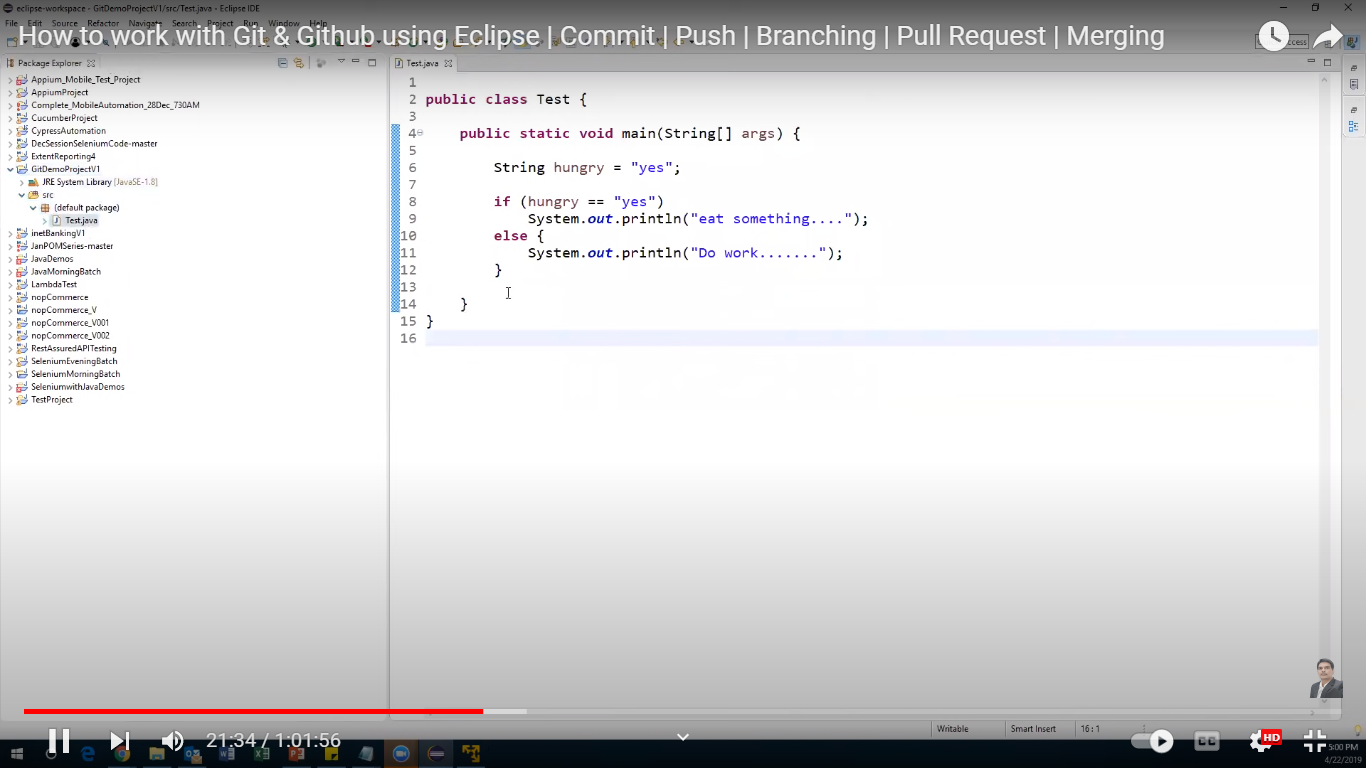 eclipse-workspace - GitDemoProjectV1/src/Test.java - Eclipse IDE
File Edit Source Refactor Navigate Search Project Run Window Help
How to work with Git & Github using Eclipse | Commit | Push | Branching | Pull Request | Merging
Package Explorer
Appium_Mobile_Test_Project
AppiumProject
Complete_MobileAutomation_28Dec_730AM
CucumberProject
CypressAutomation
DecSessionSeleniumCode-master
ExtentReporting4
GitDemoProjectV1
JRE System Library [JavaSE-1.8]
src
(default package)
Test.java
inetBankingV1
JanPOMSeries-master
JavaDemos
JavaMorningBatch
LambdaTest
nopCommerce
nopCommerce_V
nopCommerce_V001
nopCommerce_V002
RestAssuredAPITesting
SeleniumEveningBatch
SeleniumMorningBatch
SeleniumwithJavaDemos
TestProject
Test.java
1
2 public class Test {
3
4 public static void main(String[] args) {
5
6 String hungry = "yes";
7
8 if (hungry == "yes")
9 System.out.println("eat something....");
10 else {
11 System.out.println("Do work.......");
12 }
13
14 }
15 }
16
Writable Smart Insert 16 : 1
21:34 / 1:01:56
CC HD
5:00 PM
4/22/2019